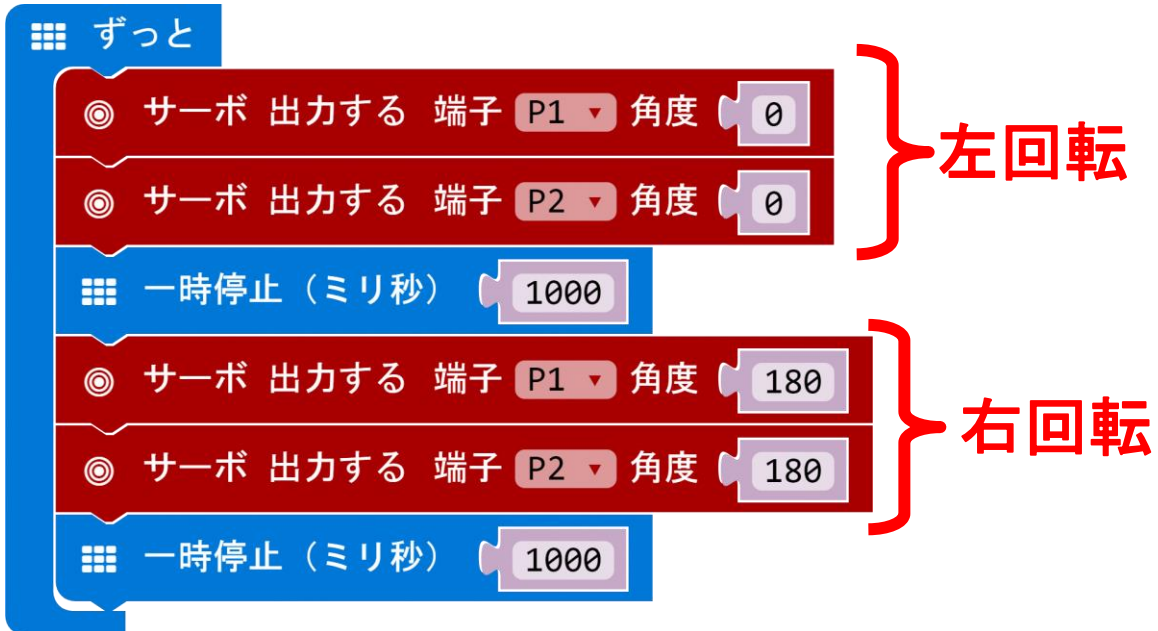 ずっと
サーボ 出力する 端子 P1 角度 0
サーボ 出力する 端子 P2 角度 0
左回転
一時停止（ミリ秒） 1000
サーボ 出力する 端子 P1 角度 180
サーボ 出力する 端子 P2 角度 180
右回転
一時停止（ミリ秒） 1000